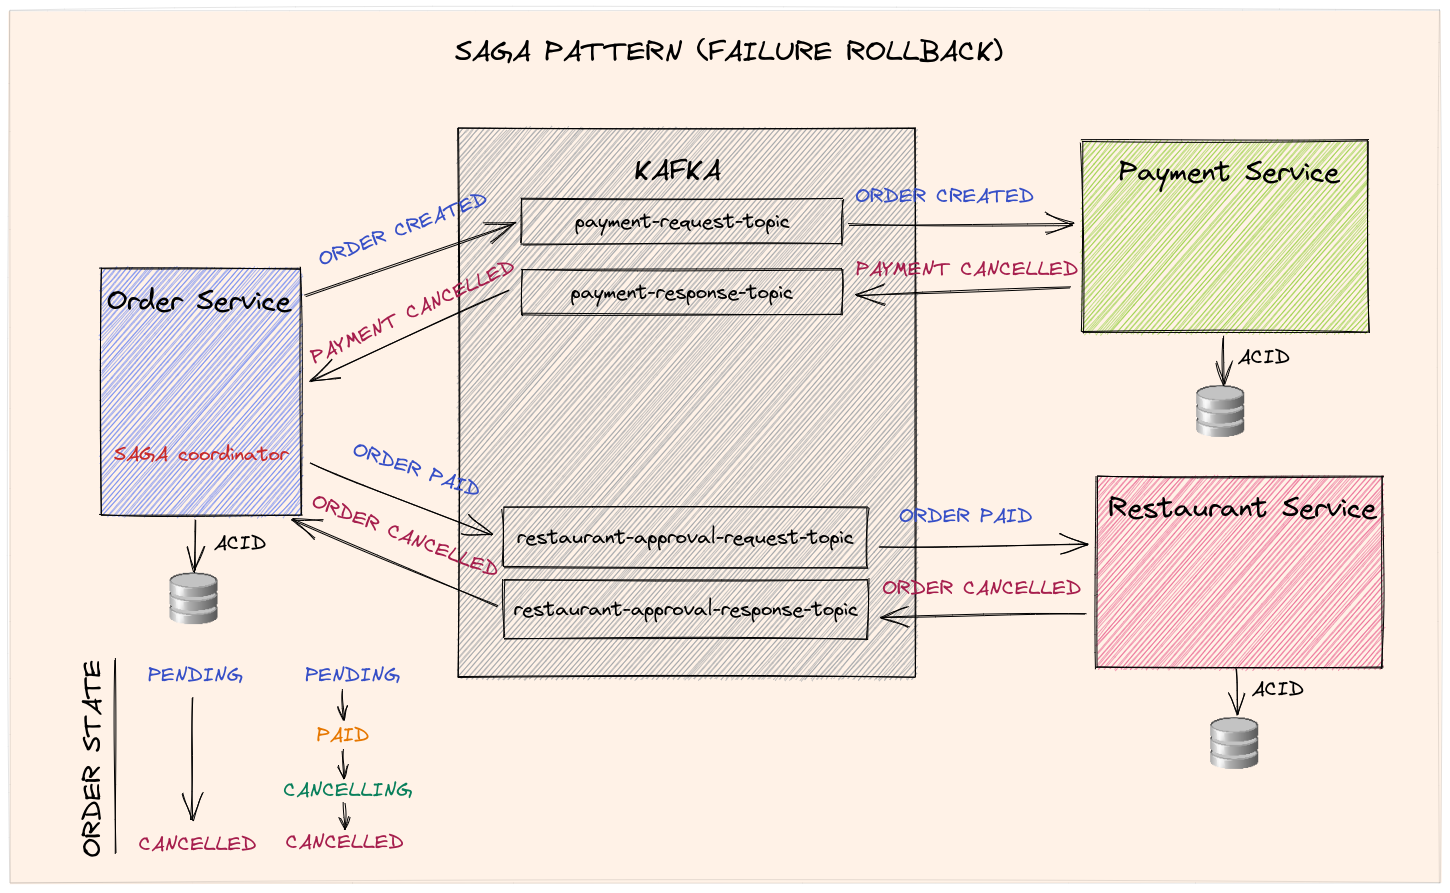 SAGA PATTERN (FAILURE ROLLBACK)
KAFKA
payment-request-topic
payment-response-topic
restaurant-approval-request-topic
restaurant-approval-response-topic
Order Service
SAGA coordinator
ACID
ORDER CREATED
PAYMENT CANCELLED
ORDER PAID
ORDER CANCELLED
ORDER CREATED
PAYMENT CANCELLED
ORDER PAID
ORDER CANCELLED
Payment Service
ACID
Restaurant Service
ACID
ORDER STATE
PENDING
CANCELLED
PENDING
PAID
CANCELLING
CANCELLED